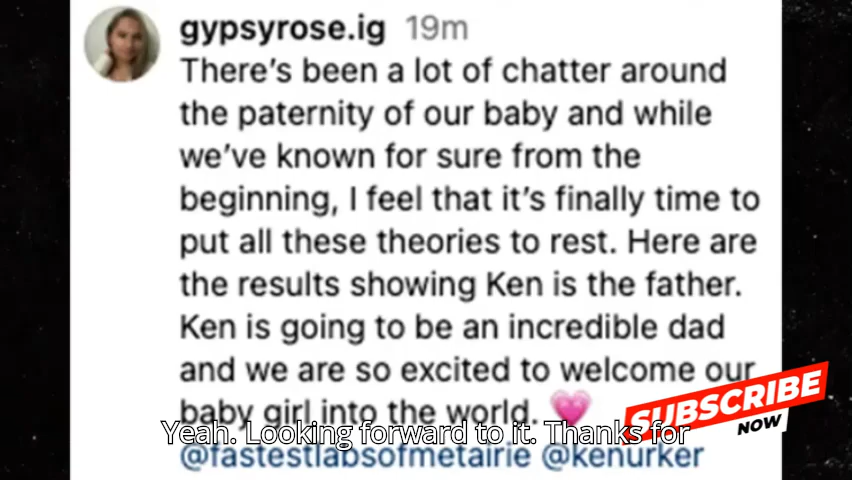 gypsyrose.ig 19m
There's been a lot of chatter around
the paternity of our baby and while
we've known for sure from the
beginning, I feel that it's finally time to
put all these theories to rest. Here are
the results showing Ken is the father.
Ken is going to be an incredible dad
and we are so excited to welcome our
baby girl into the world. 💗
Yeah. Looking forward to it. Thanks for
@fastestlabsofmetairie @kenurker
SUBSCRIBE
NOW